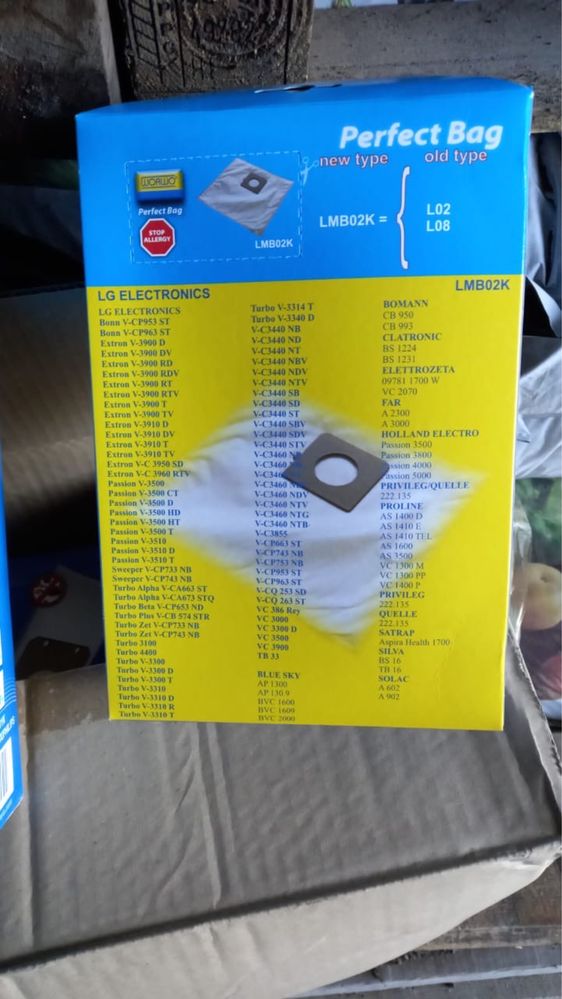 Perfect Bag
new type old type
WORWO
Perfect Bag
STOP
ALLERGY
LMB02K
LMB02K = { L02
L08
LG ELECTRONICS
LMB02K
LG ELECTRONICS
Bonn V-CP953 ST
Bonn V-CP963 ST
Extron V-3900 D
Extron V-3900 DV
Extron V-3900 RD
Extron V-3900 RDV
Extron V-3900 RT
Extron V-3900 RTV
Extron V-3900 T
Extron V-3900 TV
Extron V-3910 D
Extron V-3910 DV
Extron V-3910 T
Extron V-3910 TV
Extron V-C 3950 SD
Extron V-C 3960 RTV
Passion V-3500
Passion V-3500 CT
Passion V-3500 D
Passion V-3500 HD
Passion V-3500 HT
Passion V-3500 T
Passion V-3510
Passion V-3510 D
Passion V-3510 T
Sweeper V-CP733 NB
Sweeper V-CP743 NB
Turbo Alpha V-CA663 ST
Turbo Alpha V-CA673 STQ
Turbo Beta V-CP653 ND
Turbo Plus V-CB 574 STR
Turbo Zet V-CP733 NB
Turbo Zet V-CP743 NB
Turbo 3100
Turbo 4400
Turbo V-3300
Turbo V-3300 D
Turbo V-3300 T
Turbo V-3310
Turbo V-3310 D
Turbo V-3310 R
Turbo V-3310 T
Turbo V-3314 T
Turbo V-3340 D
V-C3440 NB
V-C3440 ND
V-C3440 NT
V-C3440 NBV
V-C3440 NDV
V-C3440 NTV
V-C3440 SB
V-C3440 SD
V-C3440 ST
V-C3440 SBV
V-C3440 SDV
V-C3440 STV
V-C3460
V-C3460
V-C3460
V-C3460
V-C3460 NDV
V-C3460 NTV
V-C3460 NTG
V-C3460 NTB
V-C3855
V-CP663 ST
V-CP743 NB
V-CP753 NB
V-CP953 ST
V-CP963 ST
V-CQ 253 SD
V-CQ 263 ST
VC 386 Rey
VC 3000
VC 3300 D
VC 3500
VC 3900
TB 33
BLUE SKY
AP 1300
AP 130.9
BVC 1600
BVC 1609
BVC 2000
BOMANN
CB 950
CB 993
CLATRONIC
BS 1224
BS 1231
ELETTROZETA
09781 1700 W
VC 2070
FAR
A 2300
A 3000
HOLLAND ELECTRO
Passion 3500
Passion 3800
Passion 4000
Passion 5000
PRIVILEG/QUELLE
222.135
PROLINE
AS 1400 D
AS 1410 E
AS 1410 TEL
AS 1600
AS 3500
VC 1300 M
VC 1300 PP
VC 1400 P
PRIVILEG
222.135
QUELLE
222.135
SATRAP
Aspira Health 1700
SILVA
BS 16
TB 16
SOLAC
A 602
A 902